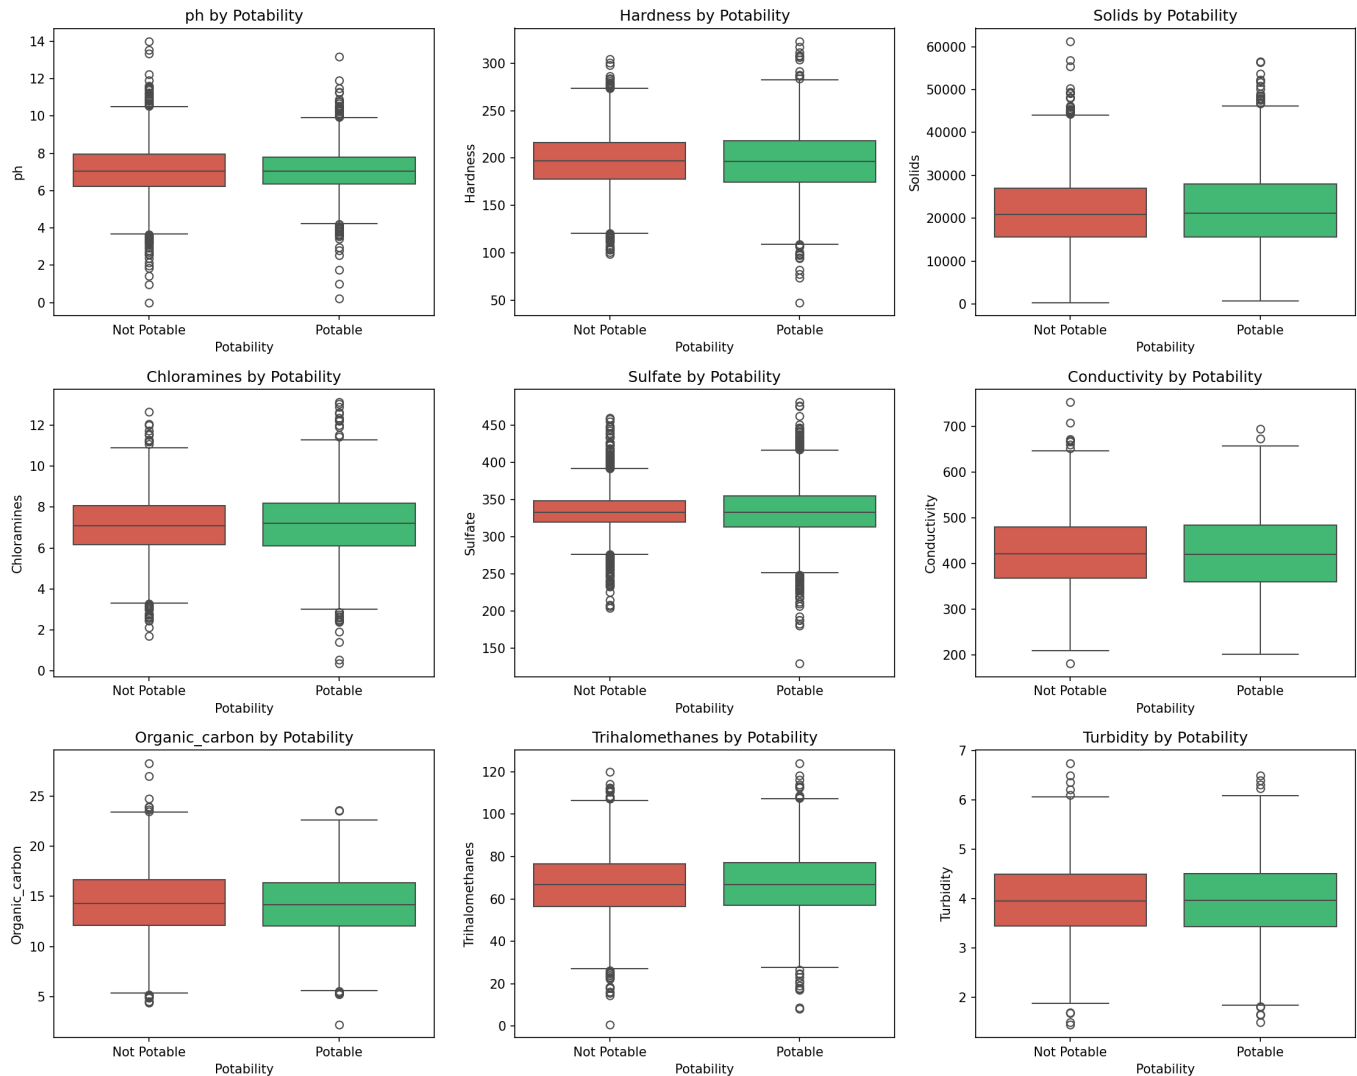 ph by Potability
14
12
10
8
6
4
2
0
ph
Not Potable
Potable
Potability
Hardness by Potability
300
250
200
150
100
50
Hardness
Not Potable
Potable
Potability
Solids by Potability
60000
50000
40000
30000
20000
10000
0
Solids
Not Potable
Potable
Potability
Chloramines by Potability
12
10
8
6
4
2
0
Chloramines
Not Potable
Potable
Potability
Sulfate by Potability
450
400
350
300
250
200
150
Sulfate
Not Potable
Potable
Potability
Conductivity by Potability
700
600
500
400
300
200
Conductivity
Not Potable
Potable
Potability
Organic_carbon by Potability
25
20
15
10
5
Organic_carbon
Not Potable
Potable
Potability
Trihalomethanes by Potability
120
100
80
60
40
20
0
Trihalomethanes
Not Potable
Potable
Potability
Turbidity by Potability
7
6
5
4
3
2
Turbidity
Not Potable
Potable
Potability